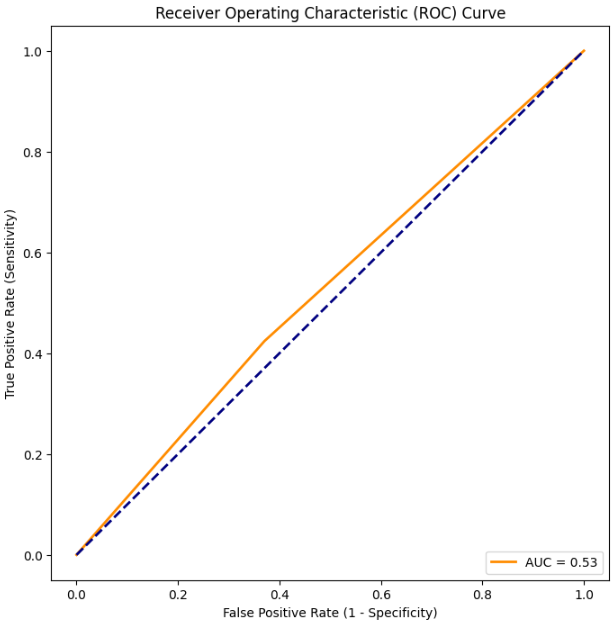 Receiver Operating Characteristic (ROC) Curve
True Positive Rate (Sensitivity)
1.0
0.8
0.6
0.4
0.2
0.0
AUC = 0.53
0.0 0.2 0.4 0.6 0.8 1.0
False Positive Rate (1 - Specificity)